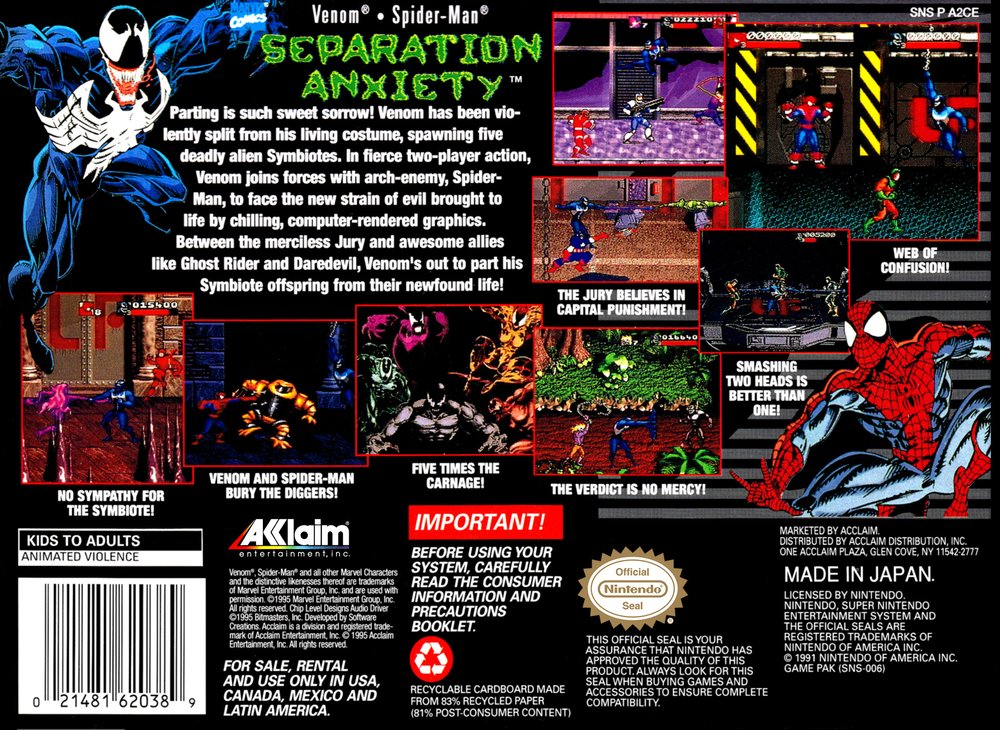 MARVEL
COMICS
Venom® • Spider-Man®
SEPARATION
ANXIETY™
SNS P A2CE
Parting is such sweet sorrow! Venom has been vio-
lently split from his living costume, spawning five
deadly alien Symbiotes. In fierce two-player action,
Venom joins forces with arch-enemy, Spider-
Man, to face the new strain of evil brought to
life by chilling, computer-rendered graphics.
Between the merciless Jury and awesome allies
like Ghost Rider and Daredevil, Venom's out to part his
Symbiote offspring from their newfound life!
022210
000000
000000
WEB OF
CONFUSION!
THE JURY BELIEVES IN
CAPITAL PUNISHMENT!
005200
SMASHING
TWO HEADS IS
BETTER THAN
ONE!
015400
NO SYMPATHY FOR
THE SYMBIOTE!
VENOM AND SPIDER-MAN
BURY THE DIGGERS!
FIVE TIMES THE
CARNAGE!
016640
THE VERDICT IS NO MERCY!
KIDS TO ADULTS
ANIMATED VIOLENCE
0 21481 62038 9
AKKlaim®
entertainment, inc.
Venom®, Spider-Man® and all other Marvel Characters
and the distinctive likenesses thereof are trademarks
of Marvel Entertainment Group, Inc. and are used with
permission. ©1995 Marvel Entertainment Group, Inc.
All rights reserved. Chip Level Designs Audio Driver
©1995 Bitmasters, Inc. Developed by Software
Creations. Acclaim is a division and registered trade-
mark of Acclaim Entertainment, Inc. © 1995 Acclaim
Entertainment, Inc. All rights reserved.
FOR SALE, RENTAL
AND USE ONLY IN USA,
CANADA, MEXICO AND
LATIN AMERICA.
IMPORTANT!
BEFORE USING YOUR
SYSTEM, CAREFULLY
READ THE CONSUMER
INFORMATION AND
PRECAUTIONS
BOOKLET.
RECYCLABLE CARDBOARD MADE
FROM 83% RECYCLED PAPER
(81% POST-CONSUMER CONTENT)
Official
Nintendo®
Seal
THIS OFFICIAL SEAL IS YOUR
ASSURANCE THAT NINTENDO HAS
APPROVED THE QUALITY OF THIS
PRODUCT. ALWAYS LOOK FOR THIS
SEAL WHEN BUYING GAMES AND
ACCESSORIES TO ENSURE COMPLETE
COMPATIBILITY.
MARKETED BY ACCLAIM.
DISTRIBUTED BY ACCLAIM DISTRIBUTION, INC.
ONE ACCLAIM PLAZA, GLEN COVE, NY 11542-2777
MADE IN JAPAN.
LICENSED BY NINTENDO.
NINTENDO, SUPER NINTENDO
ENTERTAINMENT SYSTEM AND
THE OFFICIAL SEALS ARE
REGISTERED TRADEMARKS OF
NINTENDO OF AMERICA INC.
© 1991 NINTENDO OF AMERICA INC.
GAME PAK (SNS-006)